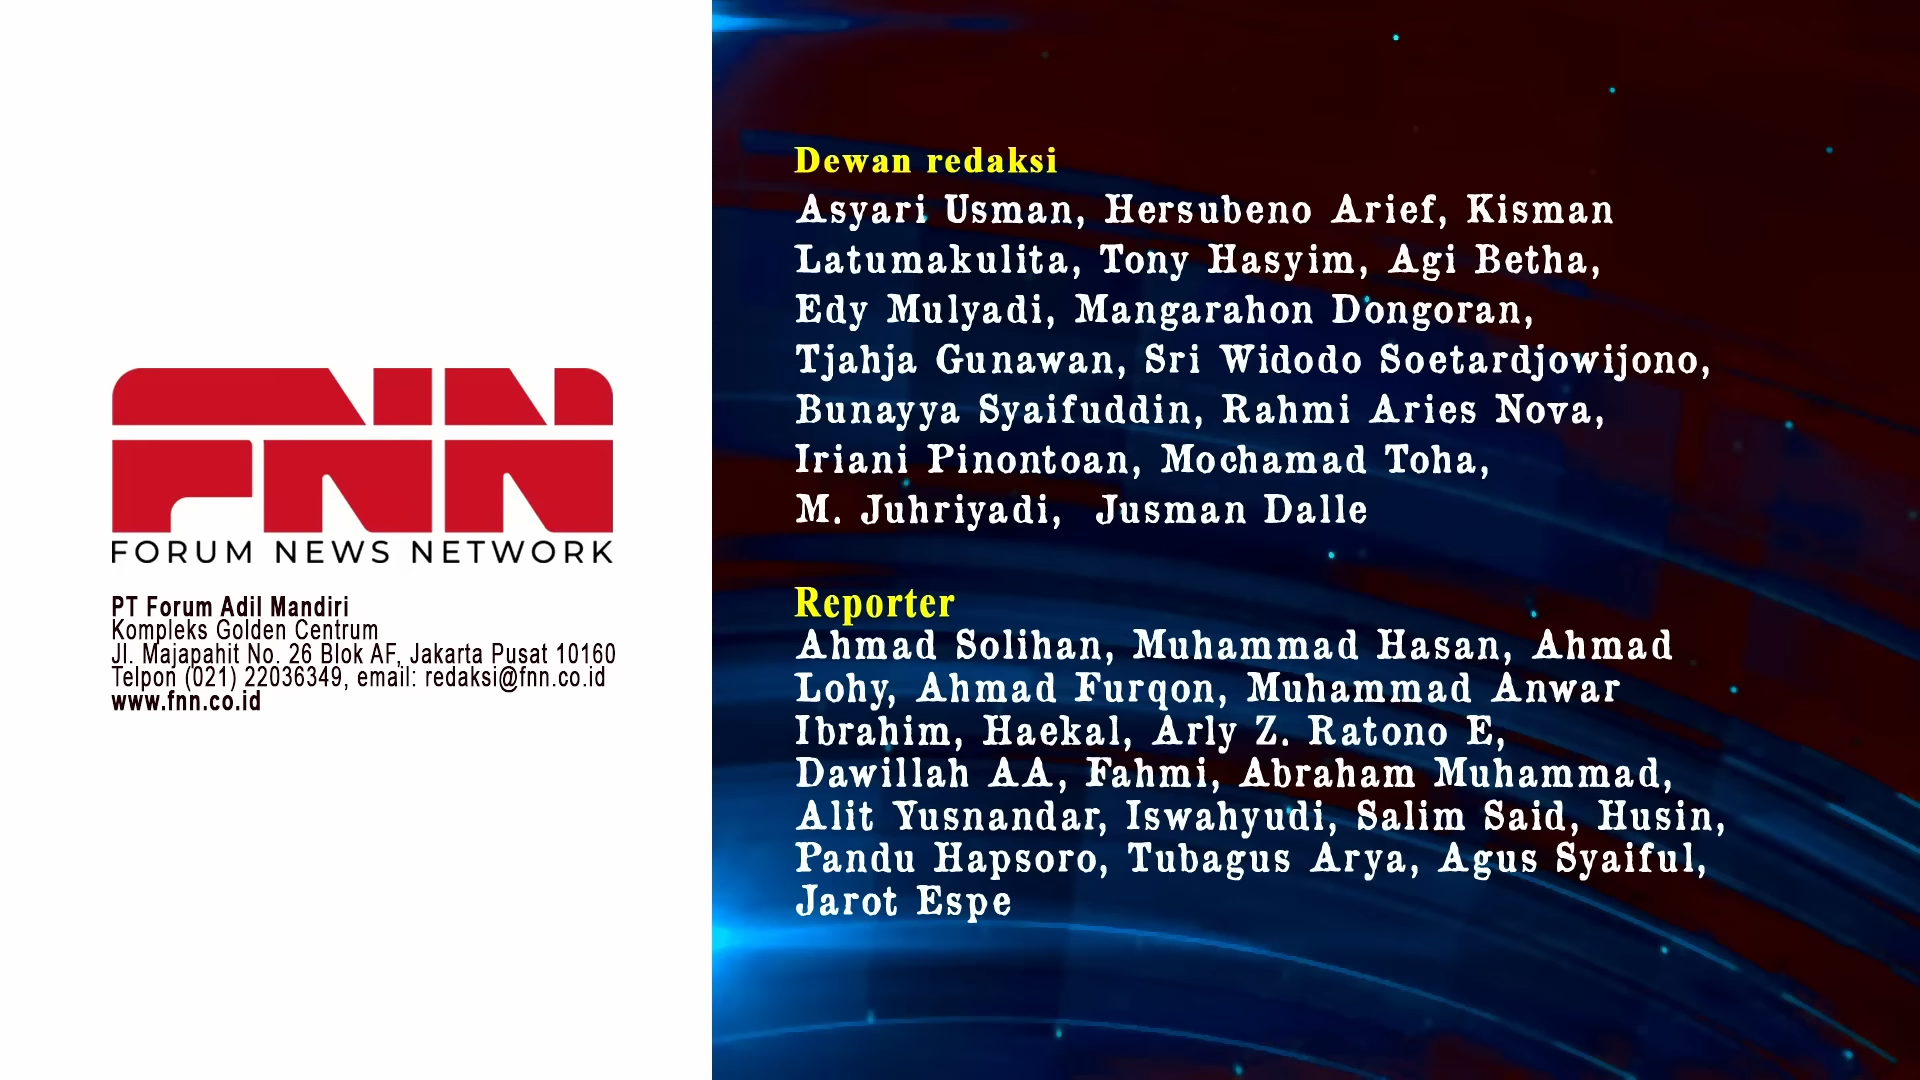 FNN
FORUM NEWS NETWORK
PT Forum Adil Mandiri
Kompleks Golden Centrum
Jl. Majapahit No. 26 Blok AF, Jakarta Pusat 10160
Telpon (021) 22036349, email: redaksi@fnn.co.id
www.fnn.co.id
Dewan redaksi
Asyari Usman, Hersubeno Arief, Kisman
Latumakulita, Tony Hasyim, Agi Betha,
Edy Mulyadi, Mangarahon Dongoran,
Tjahja Gunawan, Sri Widodo Soetardjowijono,
Bunayya Syaifuddin, Rahmi Aries Nova,
Iriani Pinontoan, Mochamad Toha,
M. Juhriyadi,  Jusman Dalle
Reporter
Ahmad Solihan, Muhammad Hasan, Ahmad
Lohy, Ahmad Furqon, Muhammad Anwar
Ibrahim, Haekal, Arly Z. Ratono E,
Dawillah AA, Fahmi, Abraham Muhammad,
Alit Yusnandar, Iswahyudi, Salim Said, Husin,
Pandu Hapsoro, Tubagus Arya, Agus Syaiful,
Jarot Espe